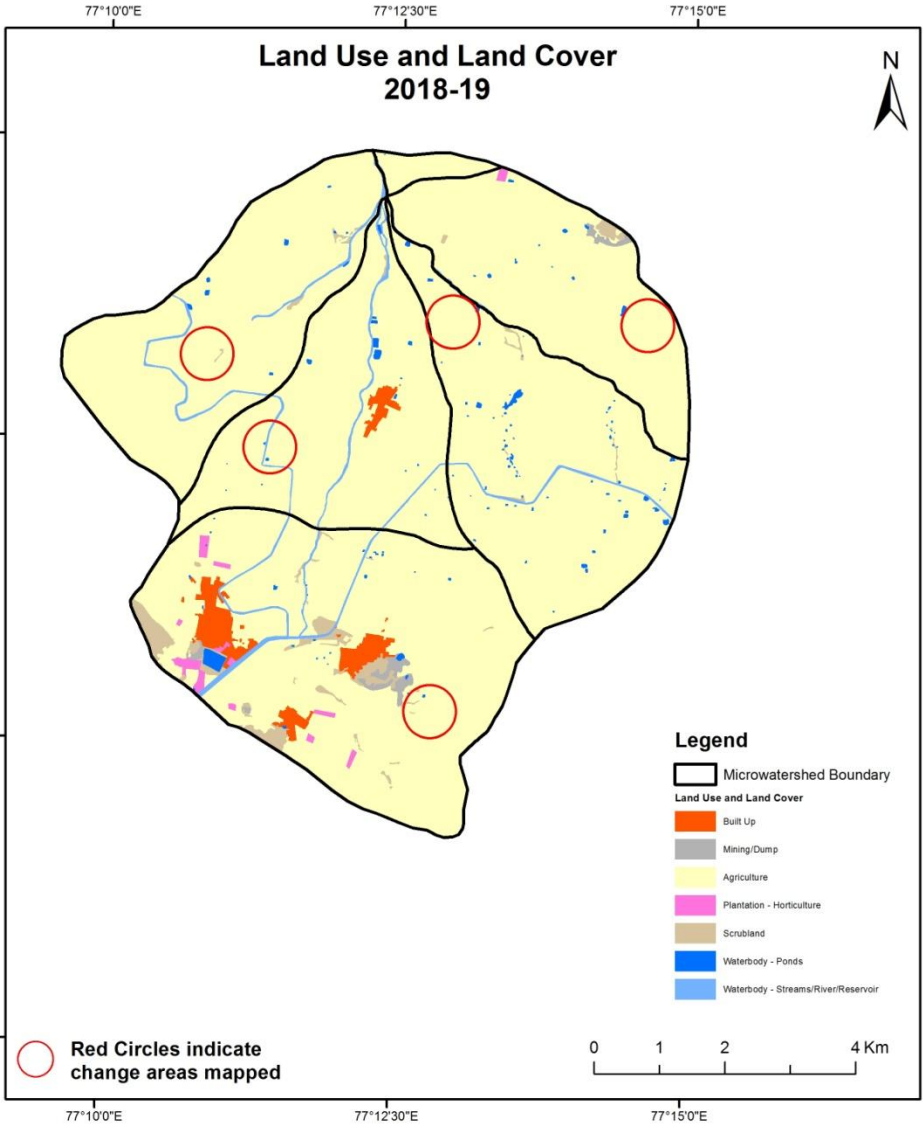 77°10'0"E
77°12'30"E
77°15'0"E
Land Use and Land Cover
2018-19
N
Legend
Microwatershed Boundary
Land Use and Land Cover
Built Up
Mining/Dump
Agriculture
Plantation - Horticulture
Scrubland
Waterbody - Ponds
Waterbody - Streams/River/Reservoir
Red Circles indicate
change areas mapped
0 1 2 4 Km
77°10'0"E
77°12'30"E
77°15'0"E